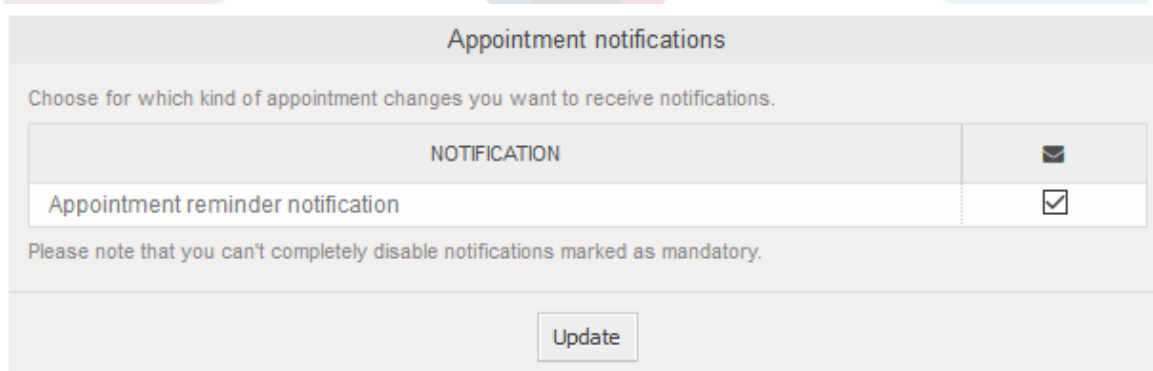 Appointment notifications
Choose for which kind of appointment changes you want to receive notifications.
NOTIFICATION
Appointment reminder notification
Please note that you can't completely disable notifications marked as mandatory.
Update